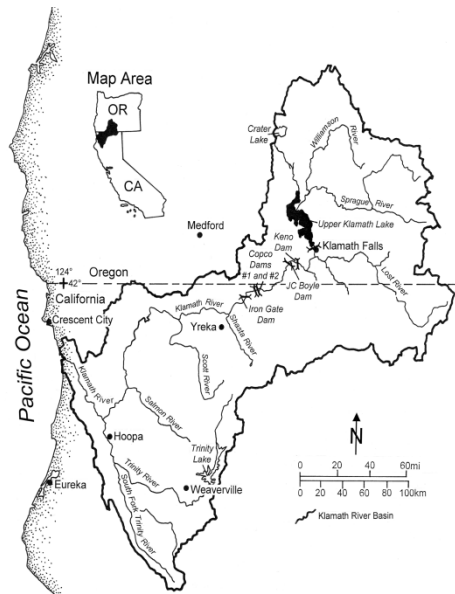 Map Area
OR
CA
Crater
Lake
Williamson
River
Sprague River
Upper Klamath Lake
Medford
Keno
Dam
Klamath Falls
Copco
Dams
#1 and #2
Lost River
JC Boyle
Dam
124°
42°
Oregon
California
Crescent City
Pacific Ocean
Klamath River
Iron Gate
Dam
Yreka
Shasta River
Scott River
Klamath River
Salmon River
Hoopa
Trinity
Lake
Trinity River
Eureka
Weaverville
South Fork Trinity River
N
0 20 40 60mi
0 20 40 60 80 100km
Klamath River Basin